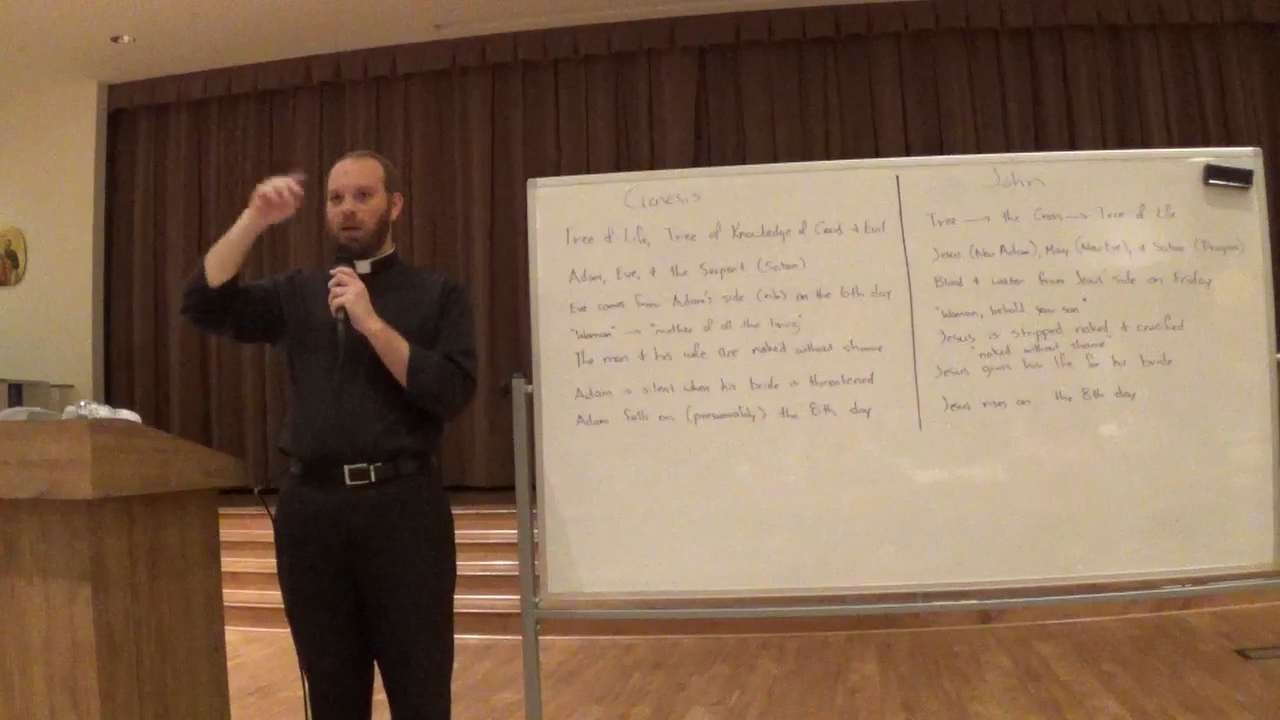 Genesis
Tree of Life, Tree of Knowledge of Good & Evil
Adam, Eve, & the Serpent (Satan)
Eve comes from Adam's side (rib) on the 6th day
"Woman" → "mother of all the living"
The man & his wife are naked without shame
Adam is silent when his bride is threatened
Adam falls on (presumably) the 8th day
John
Tree → the Cross → Tree of Life
Jesus (New Adam), Mary (New Eve), & Satan (Dragon)
Blood & water from Jesus' side on Friday
"Woman, behold your son"
Jesus is stripped naked & crucified
"naked without shame"
Jesus gives his life for his bride
Jesus rises on the 8th day